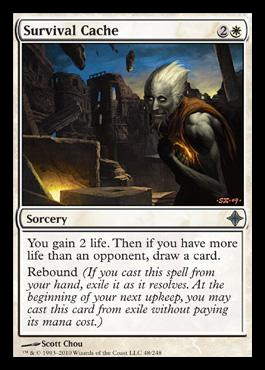 Survival Cache 2
SZ·09
Sorcery
You gain 2 life. Then if you have more
life than an opponent, draw a card.
Rebound (If you cast this spell from
your hand, exile it as it resolves. At the
beginning of your next upkeep, you may
cast this card from exile without paying
its mana cost.)
Scott Chou
™ & © 1993–2010 Wizards of the Coast LLC 48/248